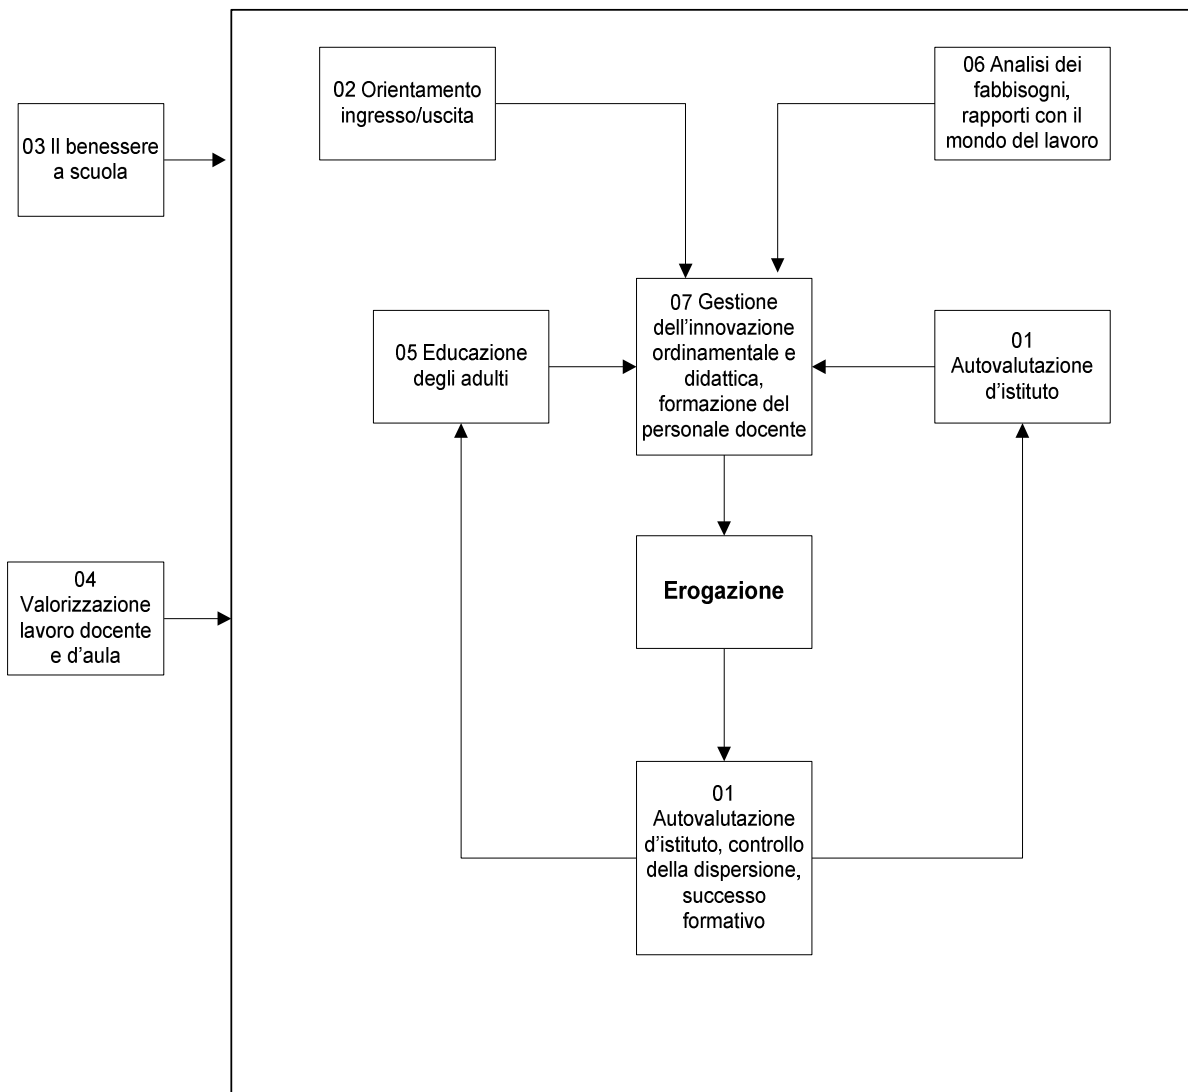 02 Orientamento
ingresso/uscita
06 Analisi dei
fabbisogni,
rapporti con il
mondo del lavoro
03 Il benessere
a scuola
05 Educazione
degli adulti
07 Gestione
dell'innovazione
ordinamentale e
didattica,
formazione del
personale docente
01
Autovalutazione
d'istituto
Erogazione
04
Valorizzazione
lavoro docente
e d'aula
01
Autovalutazione
d'istituto, controllo
della dispersione,
successo
formativo